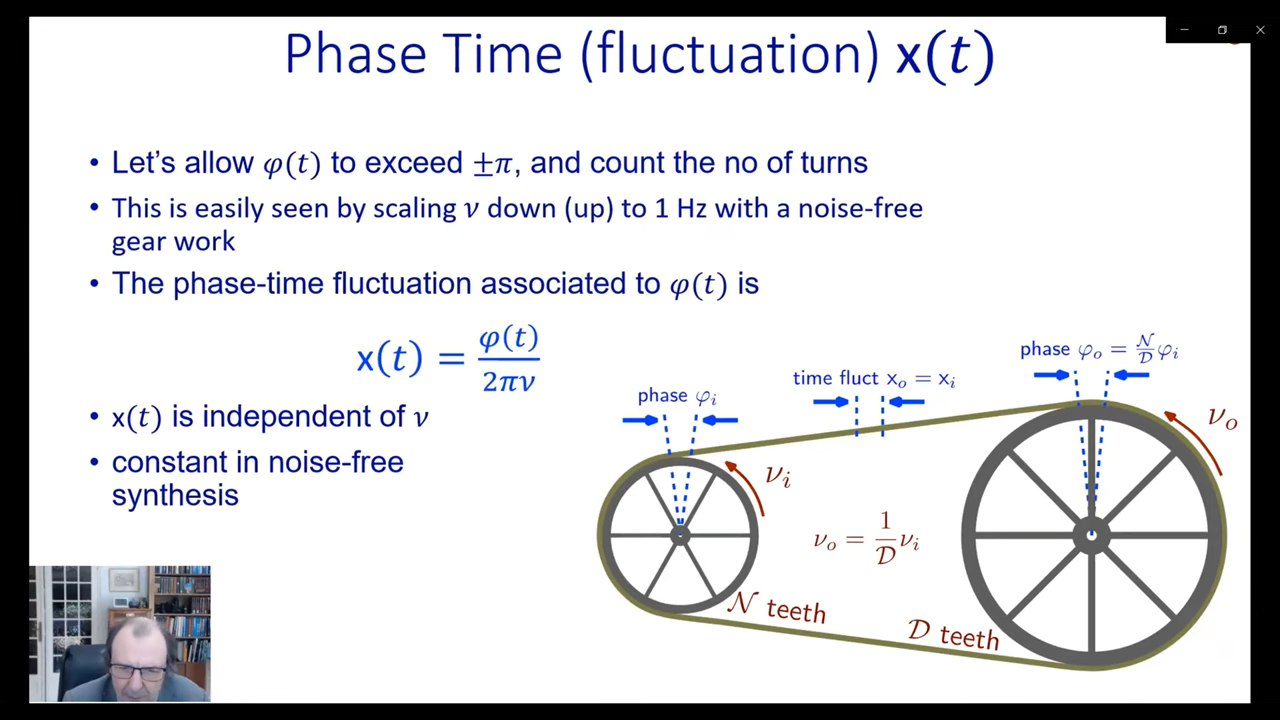 Phase Time (fluctuation) x(t)
• Let's allow φ(t) to exceed ±π, and count the no of turns
• This is easily seen by scaling ν down (up) to 1 Hz with a noise-free
gear work
• The phase-time fluctuation associated to φ(t) is
x(t) = φ(t) / 2πν
• x(t) is independent of ν
• constant in noise-free
synthesis
phase φi
time fluct xo = xi
phase φo = N/D φi
νi
νo
νo = 1/D νi
N teeth
D teeth